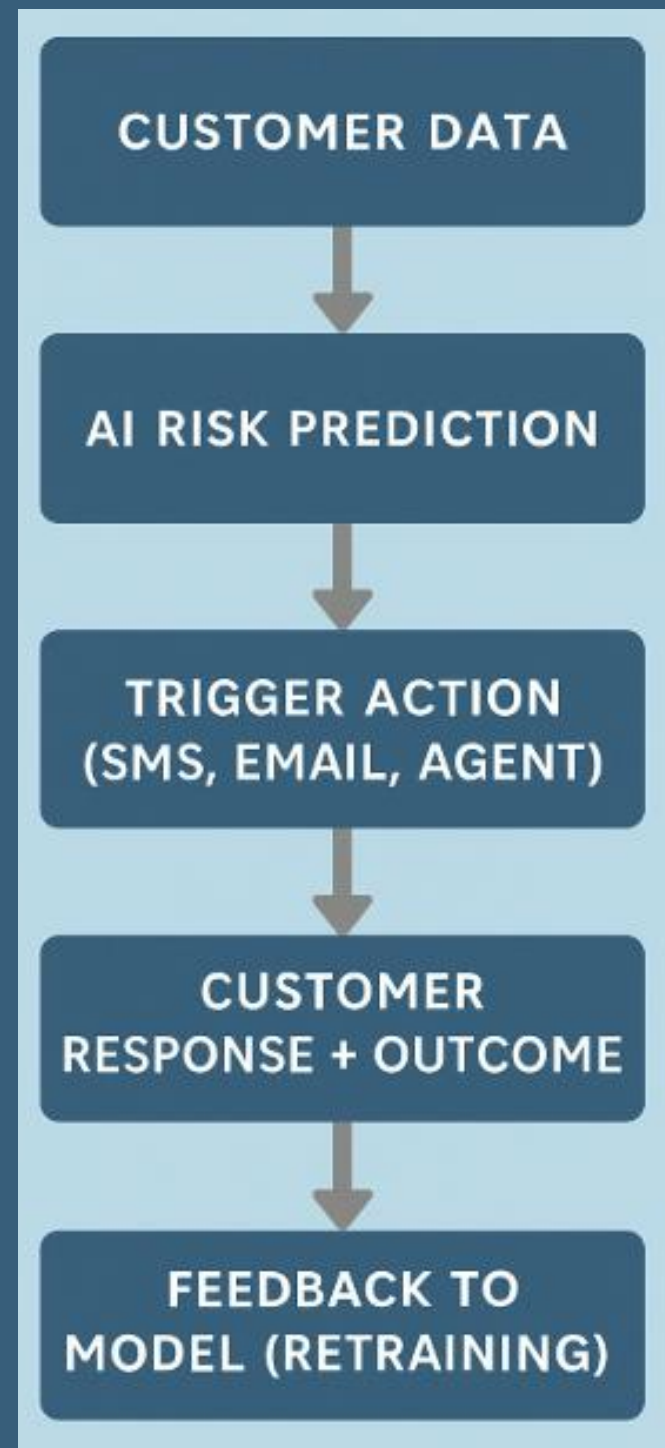 CUSTOMER DATA
AI RISK PREDICTION
TRIGGER ACTION
(SMS, EMAIL, AGENT)
CUSTOMER
RESPONSE + OUTCOME
FEEDBACK TO
MODEL (RETRAINING)